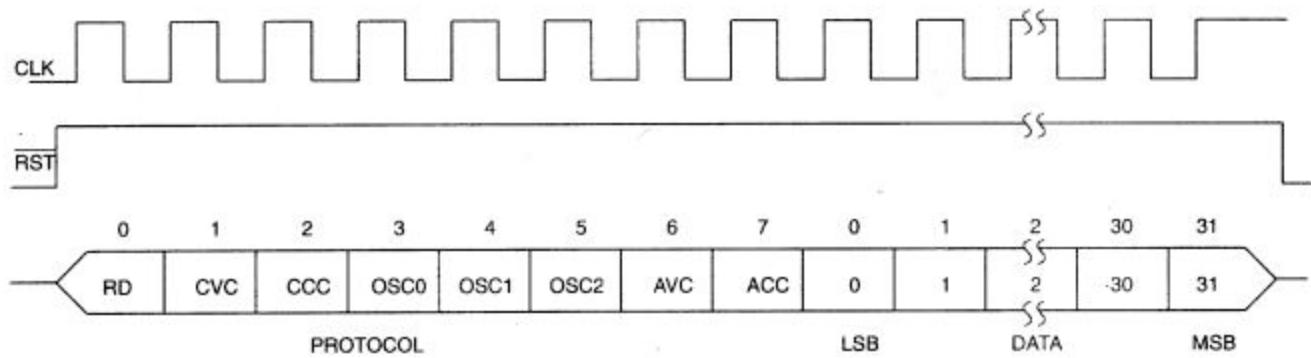 CLK
RST
0 1 2 3 4 5 6 7 0 1 2 30 31
RD CVC CCC OSC0 OSC1 OSC2 AVC ACC 0 1 2 30 31
PROTOCOL LSB DATA MSB